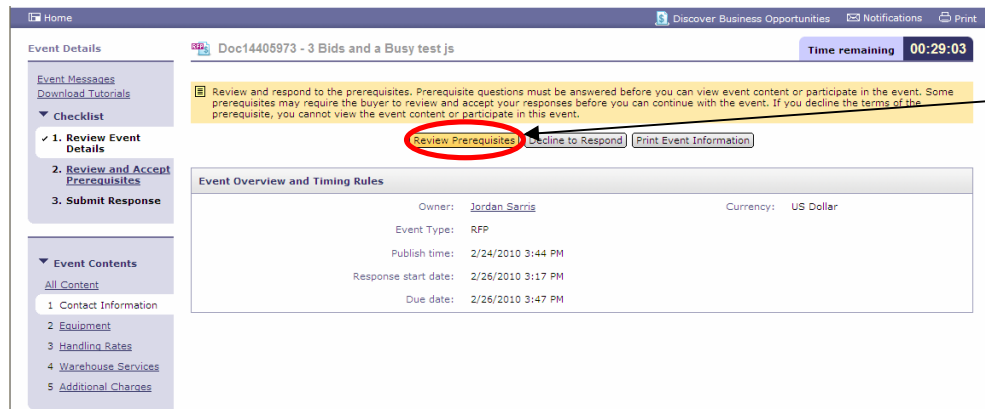 Home Discover Business Opportunities Notifications Print
Event Details
RFP Doc14405973 - 3 Bids and a Busy test js
Time remaining 00:29:03
Event Messages
Download Tutorials
Checklist
1. Review Event
Details
2. Review and Accept
Prerequisites
3. Submit Response
Event Contents
All Content
1 Contact Information
2 Equipment
3 Handling Rates
4 Warehouse Services
5 Additional Charges
Review and respond to the prerequisites. Prerequisite questions must be answered before you can view event content or participate in the event. Some
prerequisites may require the buyer to review and accept your responses before you can continue with the event. If you decline the terms of the
prerequisite, you cannot view the event content or participate in this event.
Review Prerequisites Decline to Respond Print Event Information
Event Overview and Timing Rules
Owner: Jordan Sarris Currency: US Dollar
Event Type: RFP
Publish time: 2/24/2010 3:44 PM
Response start date: 2/26/2010 3:17 PM
Due date: 2/26/2010 3:47 PM